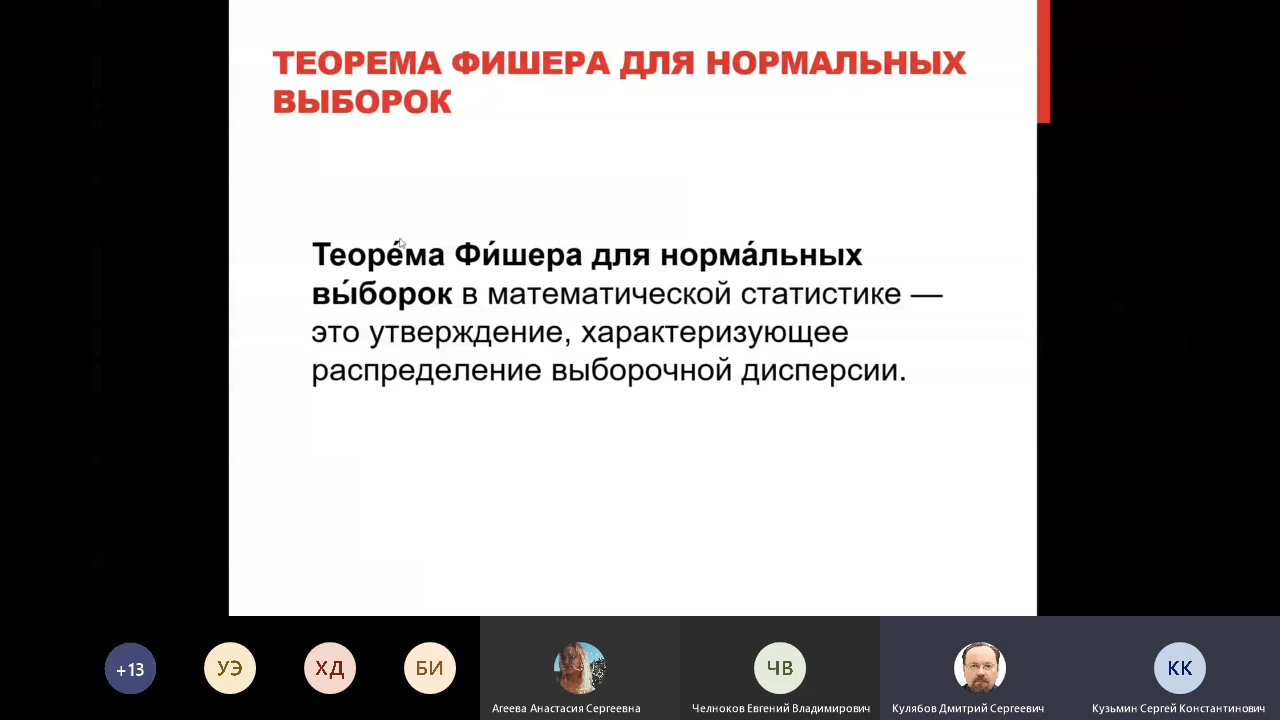 ТЕОРЕМА ФИШЕРА ДЛЯ НОРМАЛЬНЫХ
ВЫБОРОК
Теоре́ма Фи́шера для норма́льных
вы́борок в математической статистике —
это утверждение, характеризующее
распределение выборочной дисперсии.
+13
УЭ
ХД
БИ
ЧВ
КК
Агеева Анастасия Сергеевна
Челноков Евгений Владимирович
Кулябов Дмитрий Сергеевич
Кузьмин Сергей Константинович